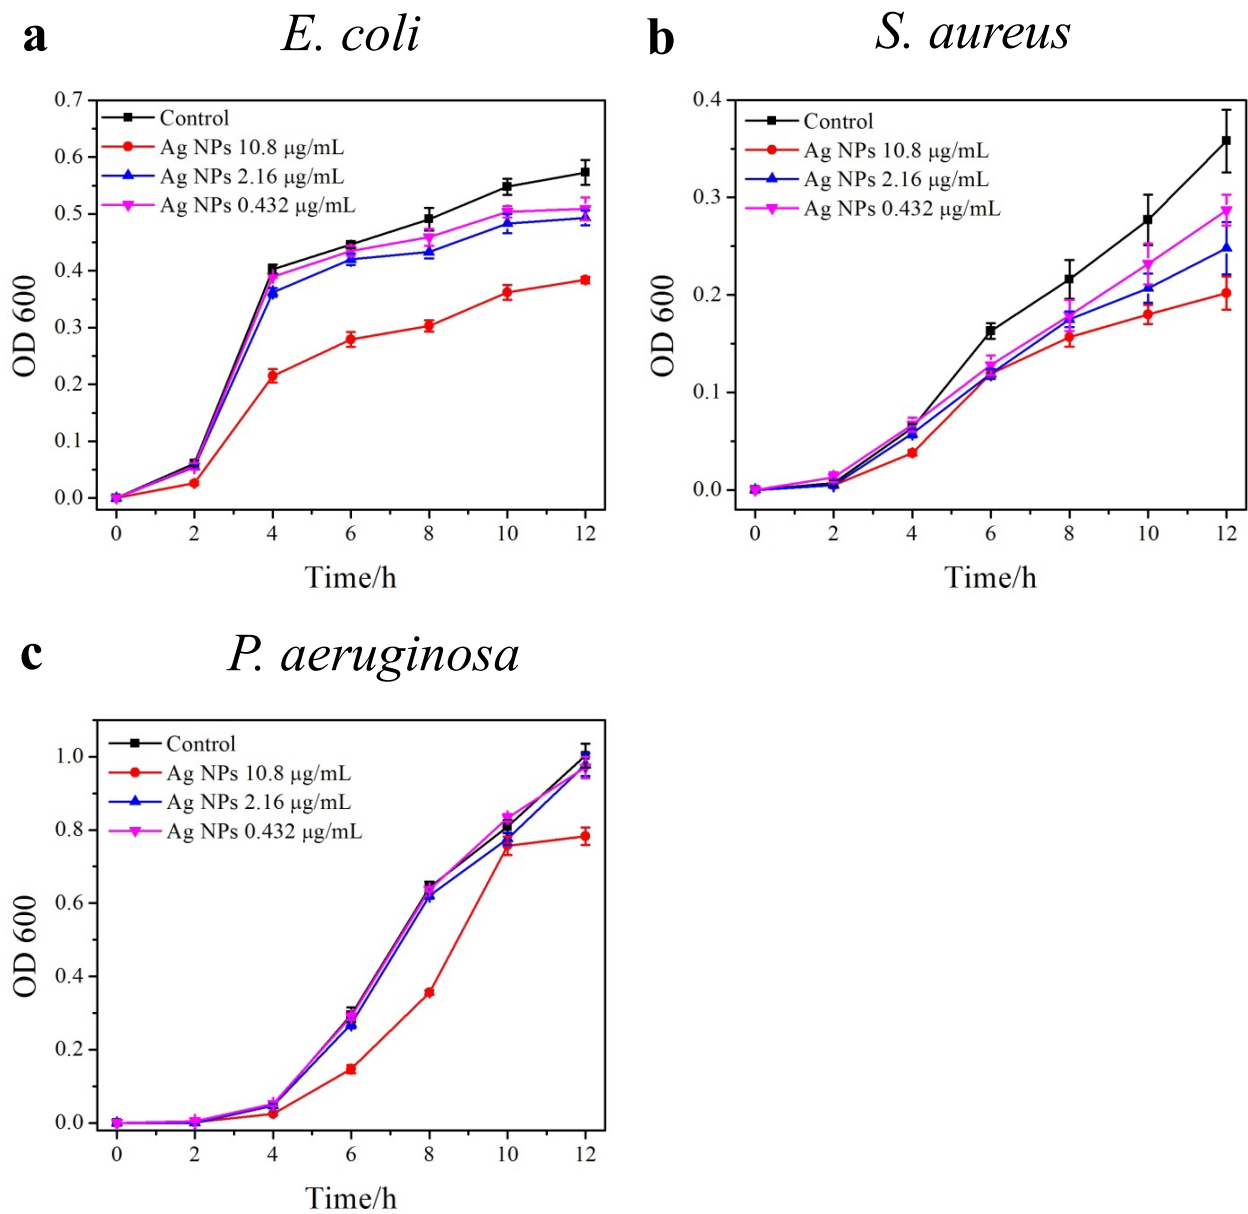 a
E. coli
0.7
0.6
0.5
0.4
0.3
0.2
0.1
0.0
OD 600
Control
Ag NPs 10.8 μg/mL
Ag NPs 2.16 μg/mL
Ag NPs 0.432 μg/mL
0 2 4 6 8 10 12
Time/h
b
S. aureus
0.4
0.3
0.2
0.1
0.0
OD 600
Control
Ag NPs 10.8 μg/mL
Ag NPs 2.16 μg/mL
Ag NPs 0.432 μg/mL
0 2 4 6 8 10 12
Time/h
c
P. aeruginosa
1.0
0.8
0.6
0.4
0.2
0.0
OD 600
Control
Ag NPs 10.8 μg/mL
Ag NPs 2.16 μg/mL
Ag NPs 0.432 μg/mL
0 2 4 6 8 10 12
Time/h